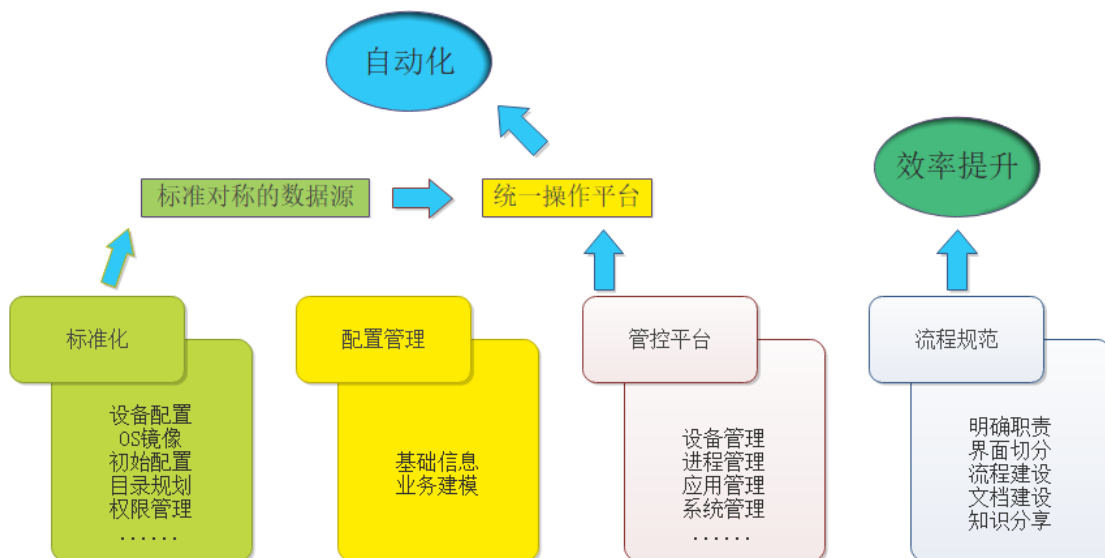 自动化
效率提升
标准对称的数据源
统一操作平台
标准化
设备配置
OS镜像
初始配置
目录规划
权限管理
······
配置管理
基础信息
业务建模
管控平台
设备管理
进程管理
应用管理
系统管理
······
流程规范
明确职责
界面切分
流程建设
文档建设
知识分享